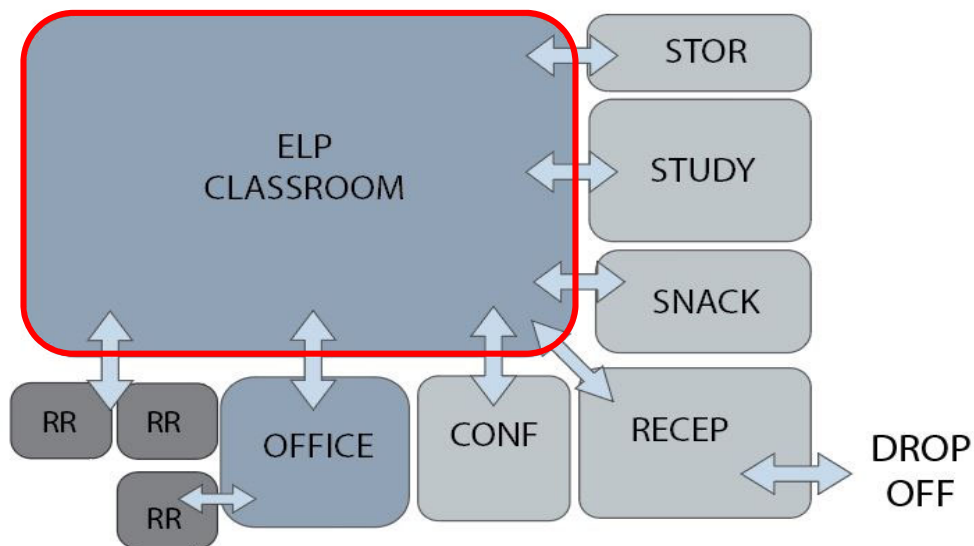 STOR
ELP
CLASSROOM
STUDY
SNACK
RR
RR
OFFICE
CONF
RECEP
DROP
OFF
RR